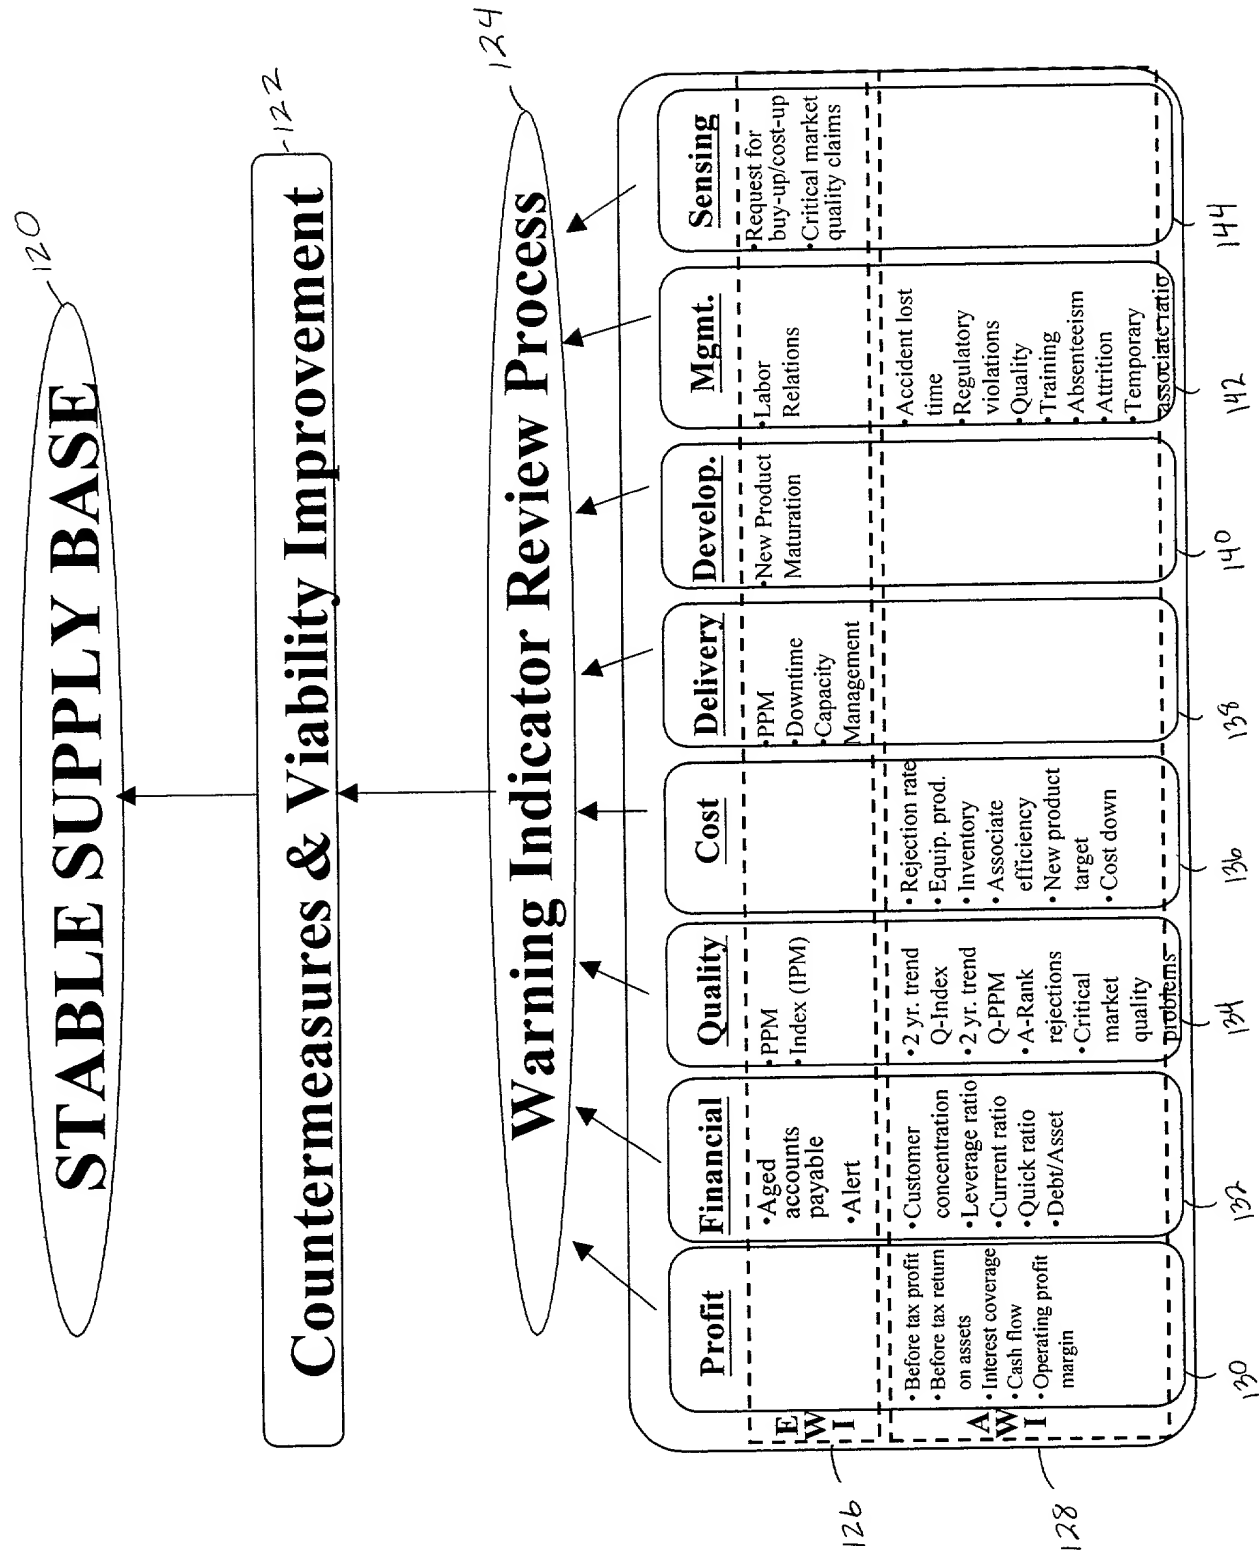 120
STABLE SUPPLY BASE
122
Countermeasures & Viability Improvement
124
Warning Indicator Review Process
E
W
I
126
A
W
I
128
Profit
• Before tax profit
• Before tax return
on assets
• Interest coverage
• Cash flow
• Operating profit
margin
130
Financial
• Aged
accounts
payable
• Alert
• Customer
concentration
• Leverage ratio
• Current ratio
• Quick ratio
• Debt/Asset
132
Quality
• PPM
• Index (IPM)
• 2 yr. trend
Q-Index
• 2 yr. trend
Q-PPM
• A-Rank
rejections
• Critical
market
quality
problems
134
Cost
• Rejection rate
• Equip. prod.
• Inventory
• Associate
efficiency
• New product
target
• Cost down
136
Delivery
• PPM
• Downtime
• Capacity
Management
138
Develop.
• New Product
Maturation
140
Mgmt.
• Labor
Relations
• Accident lost
time
• Regulatory
violations
• Quality
• Training
• Absenteeism
• Attrition
• Temporary
associate ratio
142
Sensing
• Request for
buy-up/cost-up
• Critical market
quality claims
144